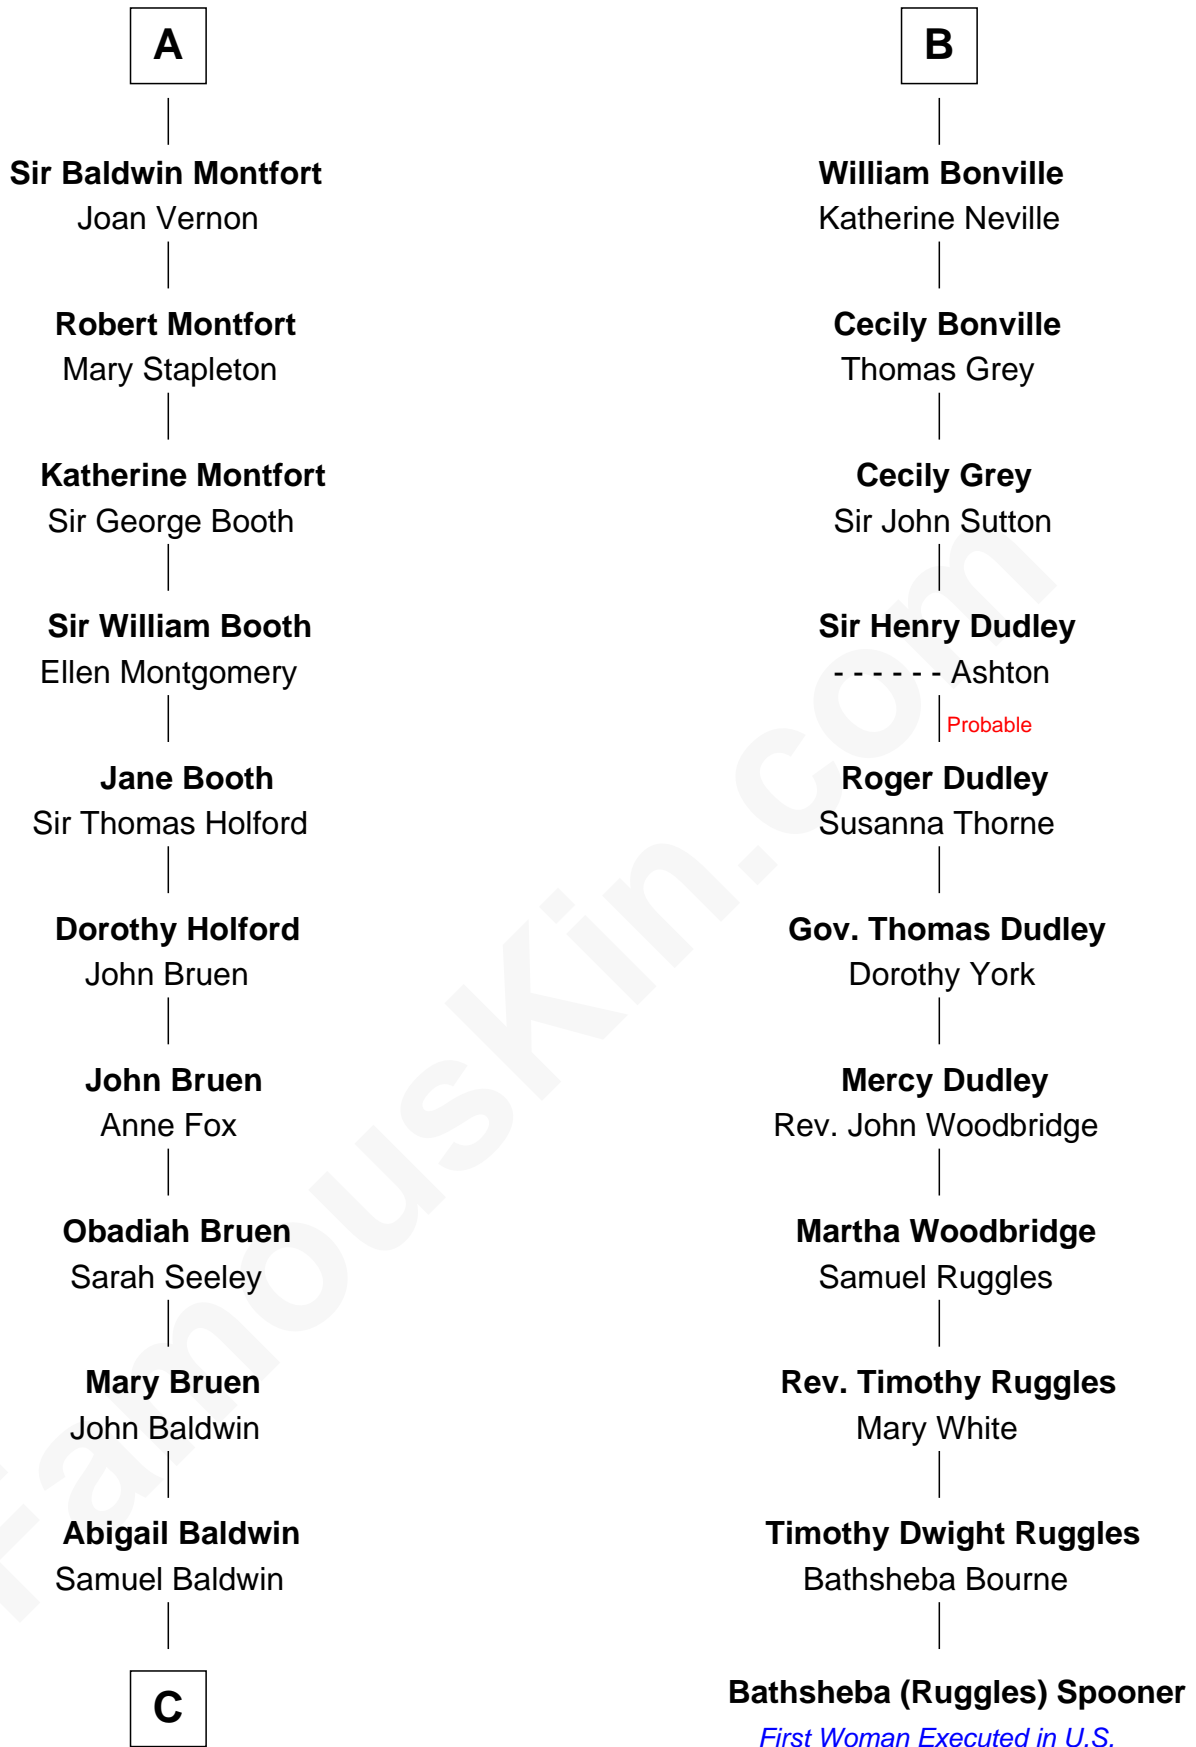 A
Sir Baldwin Montfort
Joan Vernon
Robert Montfort
Mary Stapleton
Katherine Montfort
Sir George Booth
Sir William Booth
Ellen Montgomery
Jane Booth
Sir Thomas Holford
Dorothy Holford
John Bruen
John Bruen
Anne Fox
Obadiah Bruen
Sarah Seeley
Mary Bruen
John Baldwin
Abigail Baldwin
Samuel Baldwin
C
B
William Bonville
Katherine Neville
Cecily Bonville
Thomas Grey
Cecily Grey
Sir John Sutton
Sir Henry Dudley
- - - - - - Ashton
Probable
Roger Dudley
Susanna Thorne
Gov. Thomas Dudley
Dorothy York
Mercy Dudley
Rev. John Woodbridge
Martha Woodbridge
Samuel Ruggles
Rev. Timothy Ruggles
Mary White
Timothy Dwight Ruggles
Bathsheba Bourne
Bathsheba (Ruggles) Spooner
First Woman Executed in U.S.
FamousKin.com